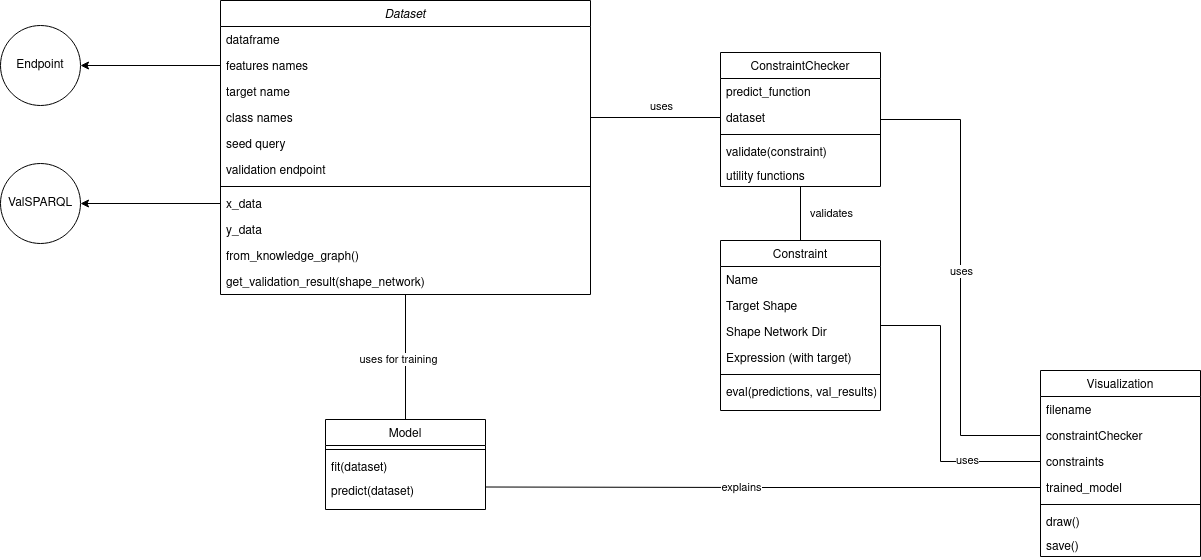 Dataset
dataframe
features names
target name
class names
seed query
validation endpoint
x_data
y_data
from_knowledge_graph()
get_validation_result(shape_network)
Endpoint
ValSPARQL
uses
ConstraintChecker
predict_function
dataset
validate(constraint)
utility functions
validates
Constraint
Name
Target Shape
Shape Network Dir
Expression (with target)
eval(predictions, val_results)
uses
uses
uses for training
Model
fit(dataset)
predict(dataset)
explains
Visualization
filename
constraintChecker
constraints
trained_model
draw()
save()